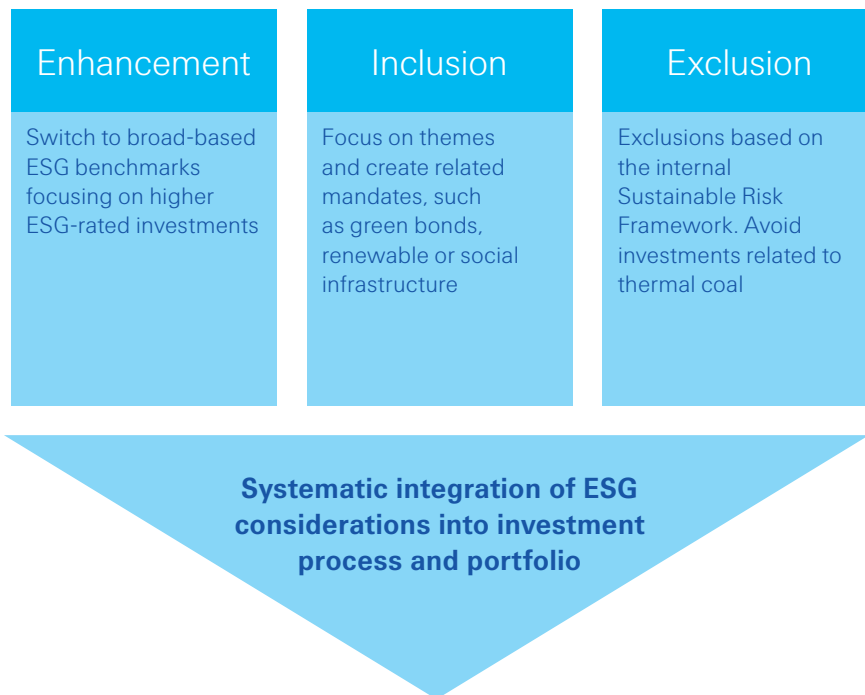 Enhancement
Switch to broad-based
ESG benchmarks
focusing on higher
ESG-rated investments
Inclusion
Focus on themes
and create related
mandates, such
as green bonds,
renewable or social
infrastructure
Exclusion
Exclusions based on
the internal
Sustainable Risk
Framework. Avoid
investments related to
thermal coal
Systematic integration of ESG
considerations into investment
process and portfolio